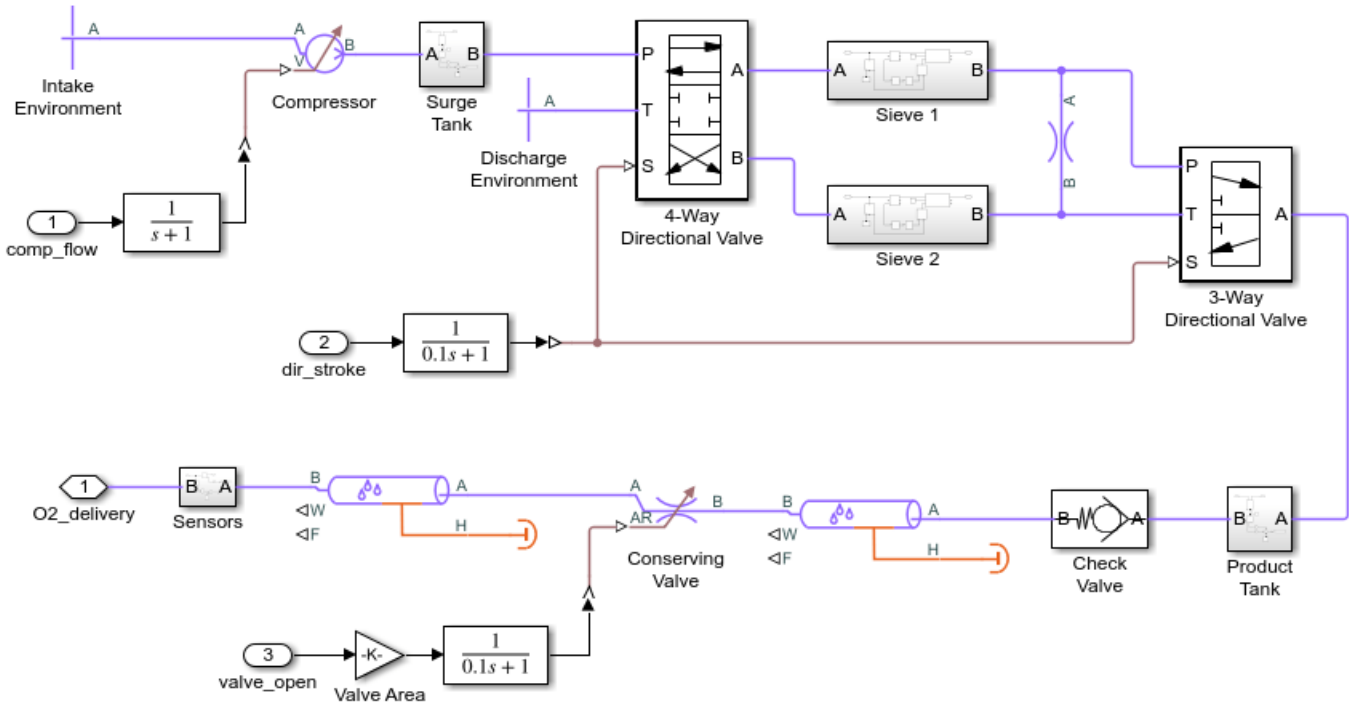 A
Intake
Environment
A
V
B
Compressor
A
B
Surge
Tank
A
Discharge
Environment
P
T
S
A
B
4-Way
Directional Valve
A
B
Sieve 1
A
B
Sieve 2
A
B
P
T
S
A
3-Way
Directional Valve
1
comp_flow
1
s + 1
2
dir_stroke
1
0.1s + 1
1
O2_delivery
B
A
Sensors
B
A
W
F
H
A
B
AR
Conserving
Valve
B
A
W
F
H
B
A
Check
Valve
B
A
Product
Tank
3
valve_open
-K-
Valve Area
1
0.1s + 1